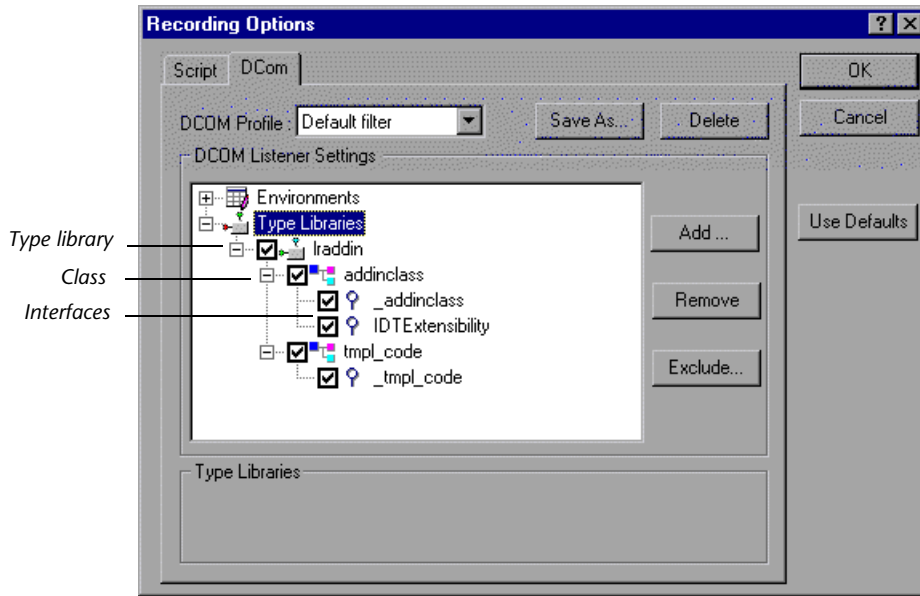 Recording Options
Script DCom
OK
DCOM Profile : Default filter Save As... Delete Cancel
DCOM Listener Settings
Environments
Type Libraries Add ... Use Defaults
Type library lraddin
Class addinclass
_addinclass Remove
Interfaces IDTExtensibility
tmpl_code
_tmpl_code Exclude...
Type Libraries